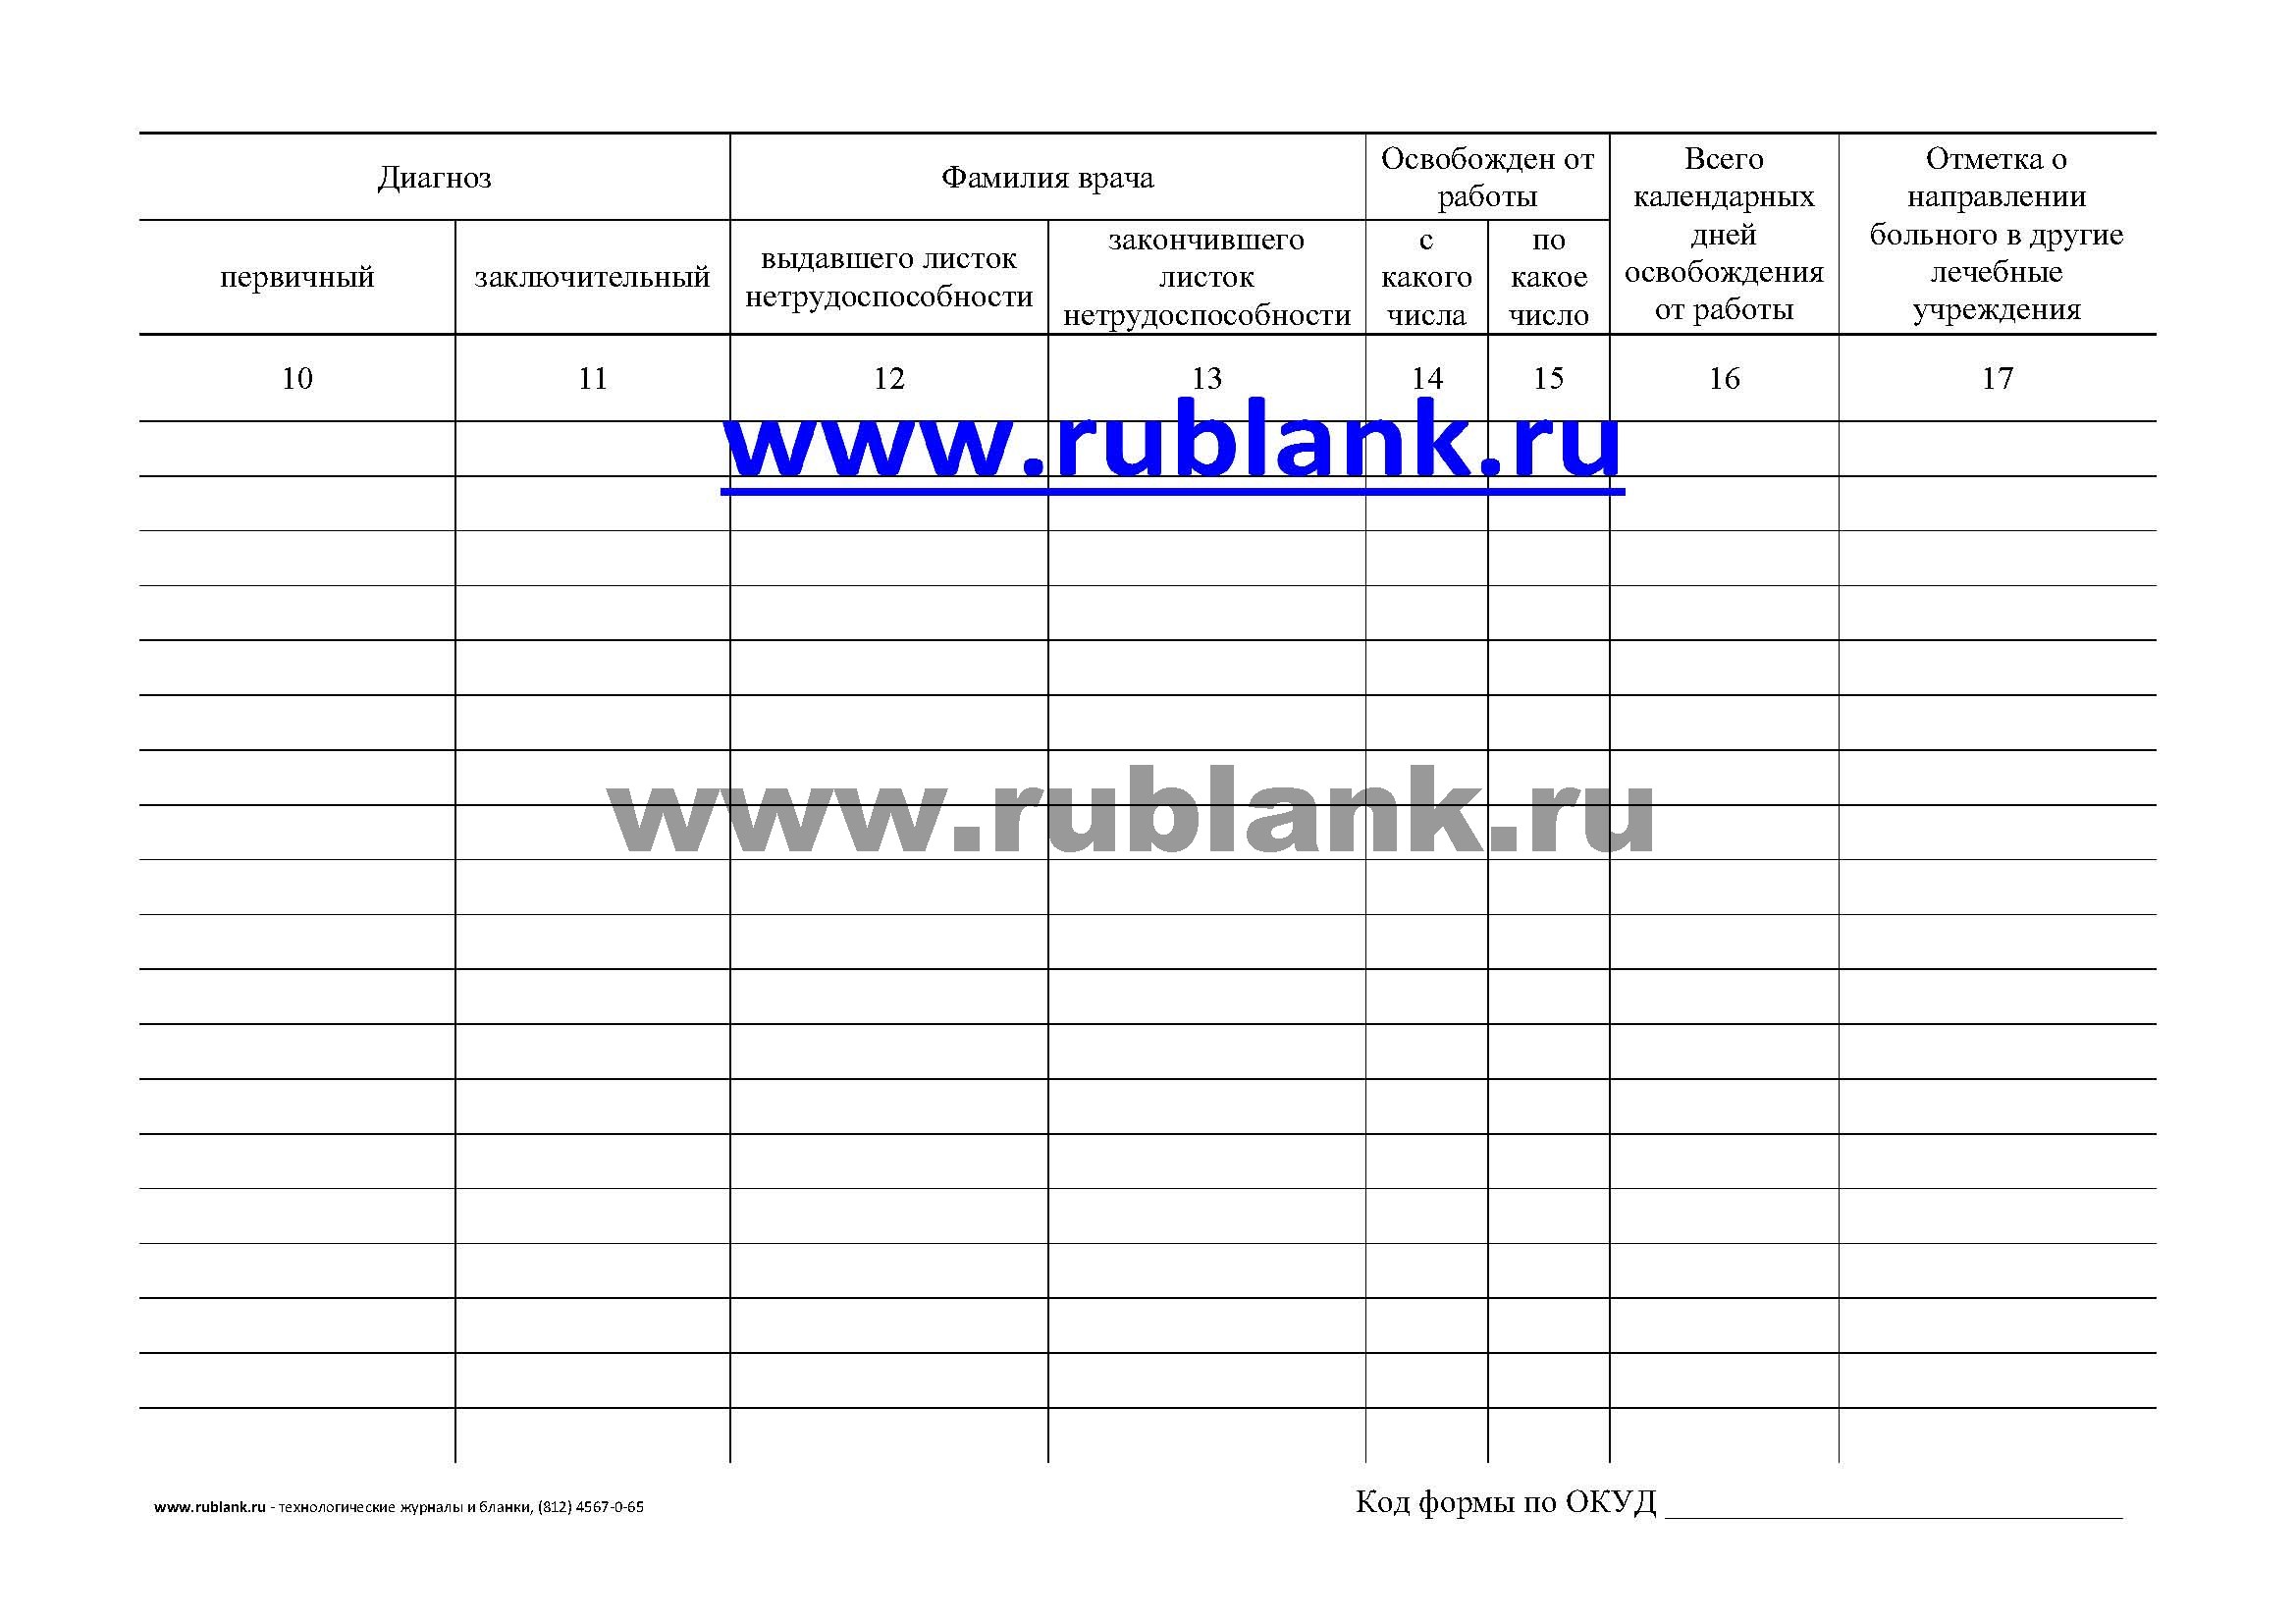 Диагноз
Фамилия врача
Освобожден от
работы
Всего
календарных
дней
освобождения
от работы
Отметка о
направлении
больного в другие
лечебные
учреждения
первичный
заключительный
выдавшего листок
нетрудоспособности
закончившего
листок
нетрудоспособности
с
какого
числа
по
какое
число
10
11
12
13
14
15
16
17
www.rublank.ru
www.rublank.ru
www.rublank.ru - технологические журналы и бланки, (812) 4567-0-65
Код формы по ОКУД